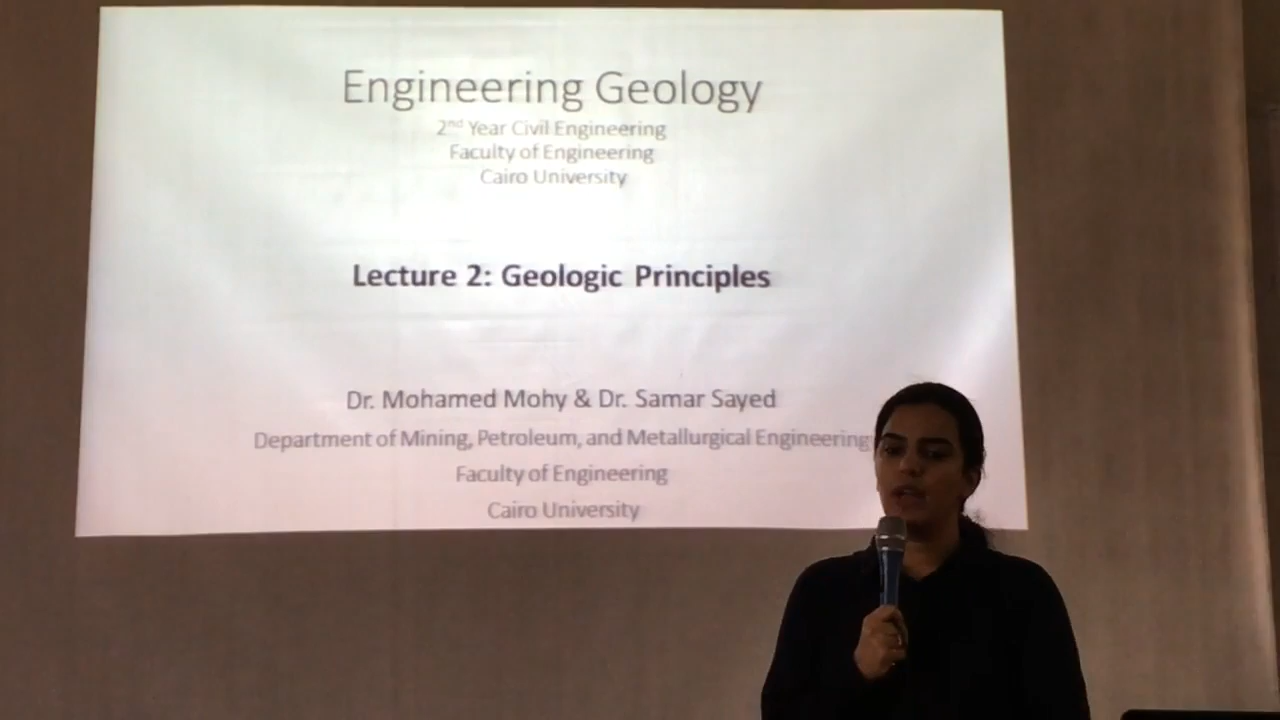 Engineering Geology
2nd Year Civil Engineering
Faculty of Engineering
Cairo University
Lecture 2: Geologic Principles
Dr. Mohamed Mohy & Dr. Samar Sayed
Department of Mining, Petroleum, and Metallurgical Engineering
Faculty of Engineering
Cairo University